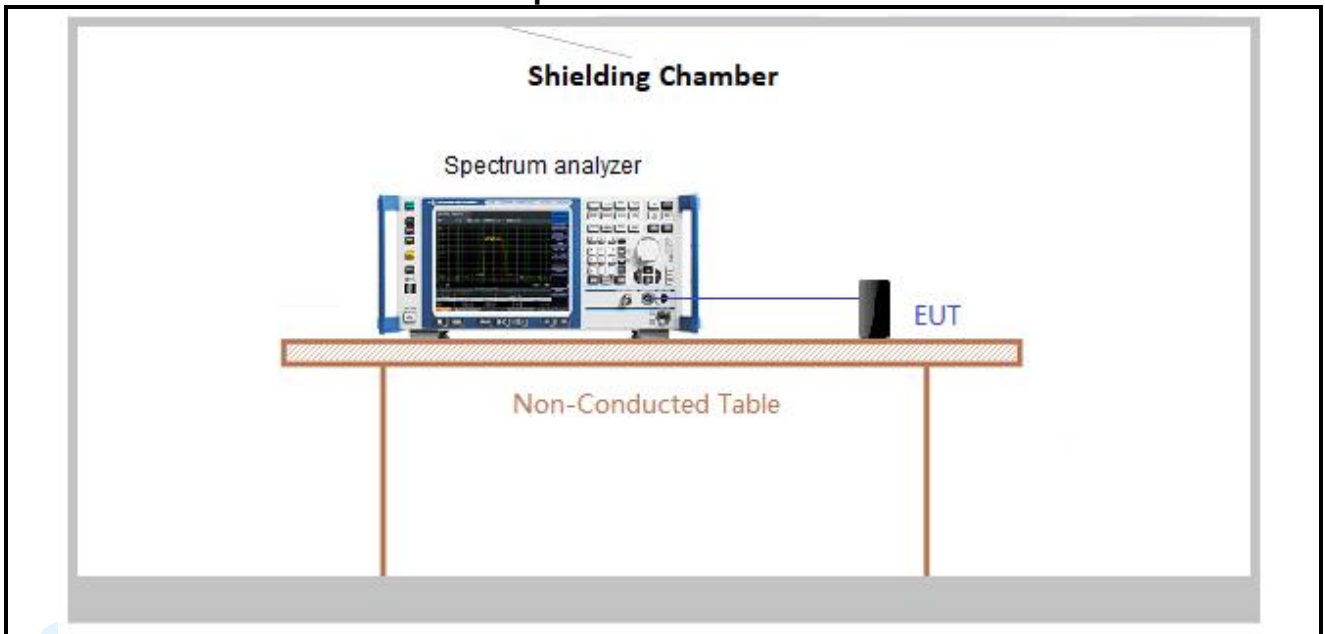 Shielding Chamber
Spectrum analyzer
EUT
Non-Conducted Table